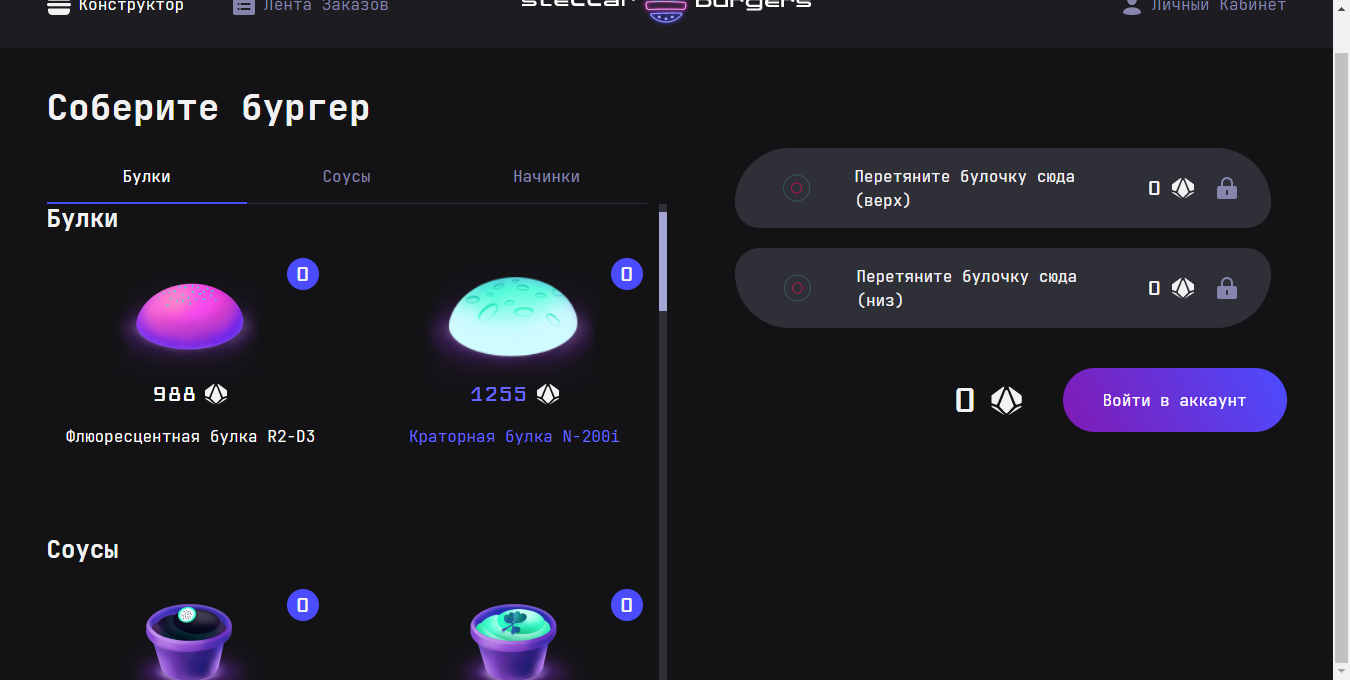 Конструктор
Лента Заказов
stellar burgers
Личный Кабинет
Соберите бургер
Булки
Соусы
Начинки
Булки
0
0
988
1255
Флюоресцентная булка R2-D3
Краторная булка N-200i
Соусы
0
0
Перетяните булочку сюда
(верх)
0
Перетяните булочку сюда
(низ)
0
0
Войти в аккаунт